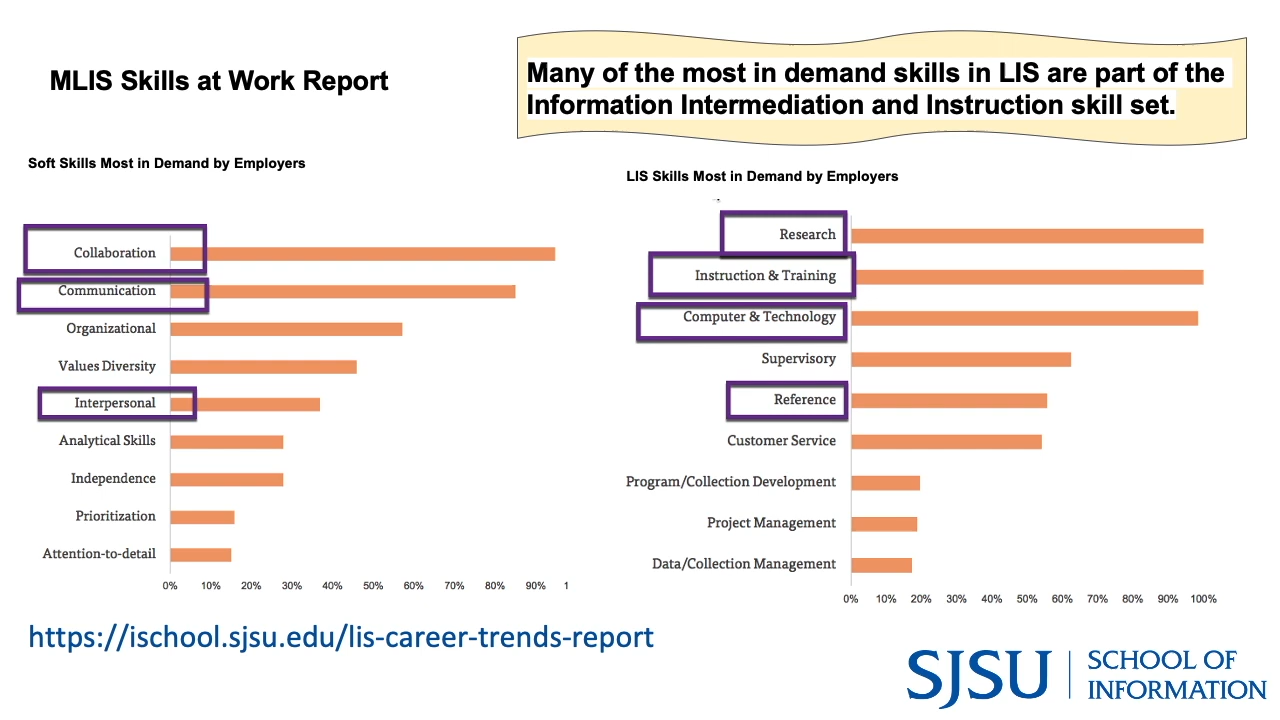 MLIS Skills at Work Report
Many of the most in demand skills in LIS are part of the
Information Intermediation and Instruction skill set.
Soft Skills Most in Demand by Employers
Collaboration
Communication
Organizational
Values Diversity
Interpersonal
Analytical Skills
Independence
Prioritization
Attention-to-detail
0% 10% 20% 30% 40% 50% 60% 70% 80% 90% 1
LIS Skills Most in Demand by Employers
Research
Instruction & Training
Computer & Technology
Supervisory
Reference
Customer Service
Program/Collection Development
Project Management
Data/Collection Management
0% 10% 20% 30% 40% 50% 60% 70% 80% 90% 100%
https://ischool.sjsu.edu/lis-career-trends-report
SJSU
SCHOOL OF
INFORMATION